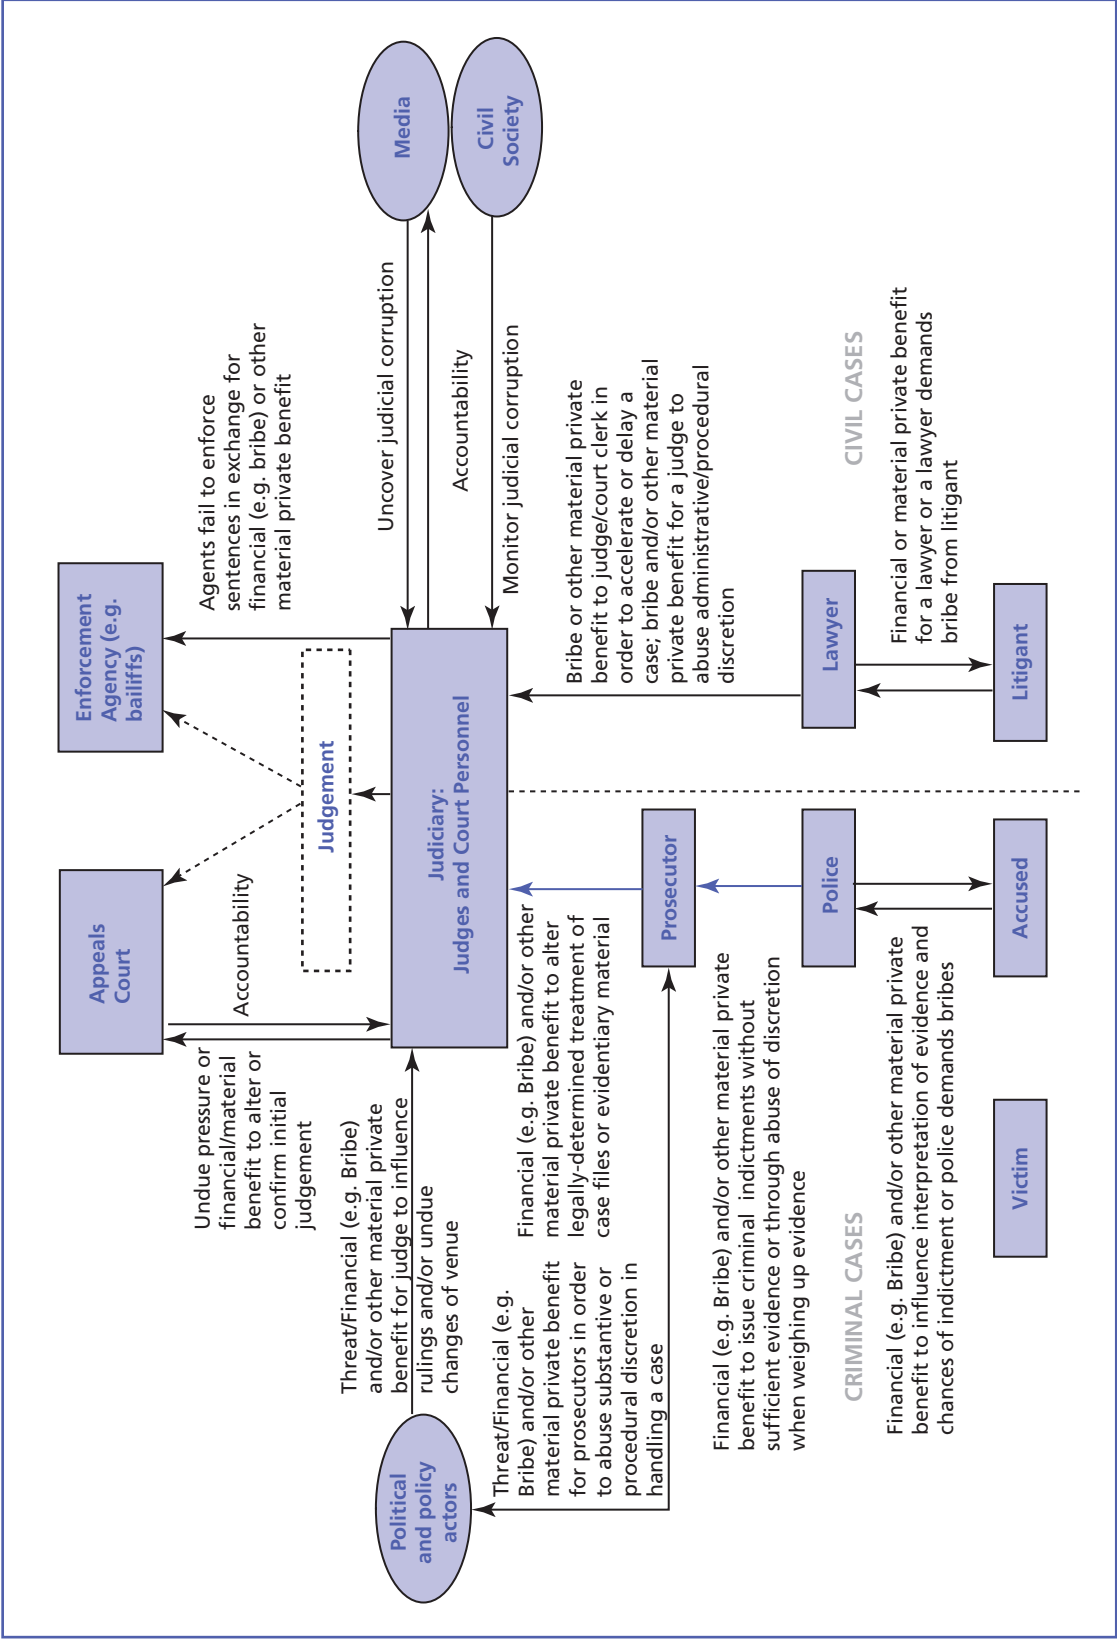 Appeals
Court
Enforcement
Agency (e.g.
bailiffs)
Undue pressure or
financial/material
benefit to alter or
confirm initial
judgement
Accountability
Agents fail to enforce
sentences in exchange for
financial (e.g. bribe) or other
material private benefit
Judgement
Threat/Financial (e.g. Bribe)
and/or other material private
benefit for judge to influence
rulings and/or undue
changes of venue
Political
and policy
actors
Judiciary:
Judges and Court Personnel
Uncover judicial corruption
Accountability
Monitor judicial corruption
Media
Civil
Society
Threat/Financial (e.g.
Bribe) and/or other
material private benefit
for prosecutors in order
to abuse substantive or
procedural discretion in
handling a case
Financial (e.g. Bribe) and/or other
material private benefit to alter
legally-determined treatment of
case files or evidentiary material
Bribe or other material private
benefit to judge/court clerk in
order to accelerate or delay a
case; bribe and/or other material
private benefit for a judge to
abuse administrative/procedural
discretion
Prosecutor
Financial (e.g. Bribe) and/or other material private
benefit to issue criminal indictments without
sufficient evidence or through abuse of discretion
when weighing up evidence
Police
Lawyer
CRIMINAL CASES
CIVIL CASES
Financial (e.g. Bribe) and/or other material private
benefit to influence interpretation of evidence and
chances of indictment or police demands bribes
Financial or material private benefit
for a lawyer or a lawyer demands
bribe from litigant
Victim
Accused
Litigant